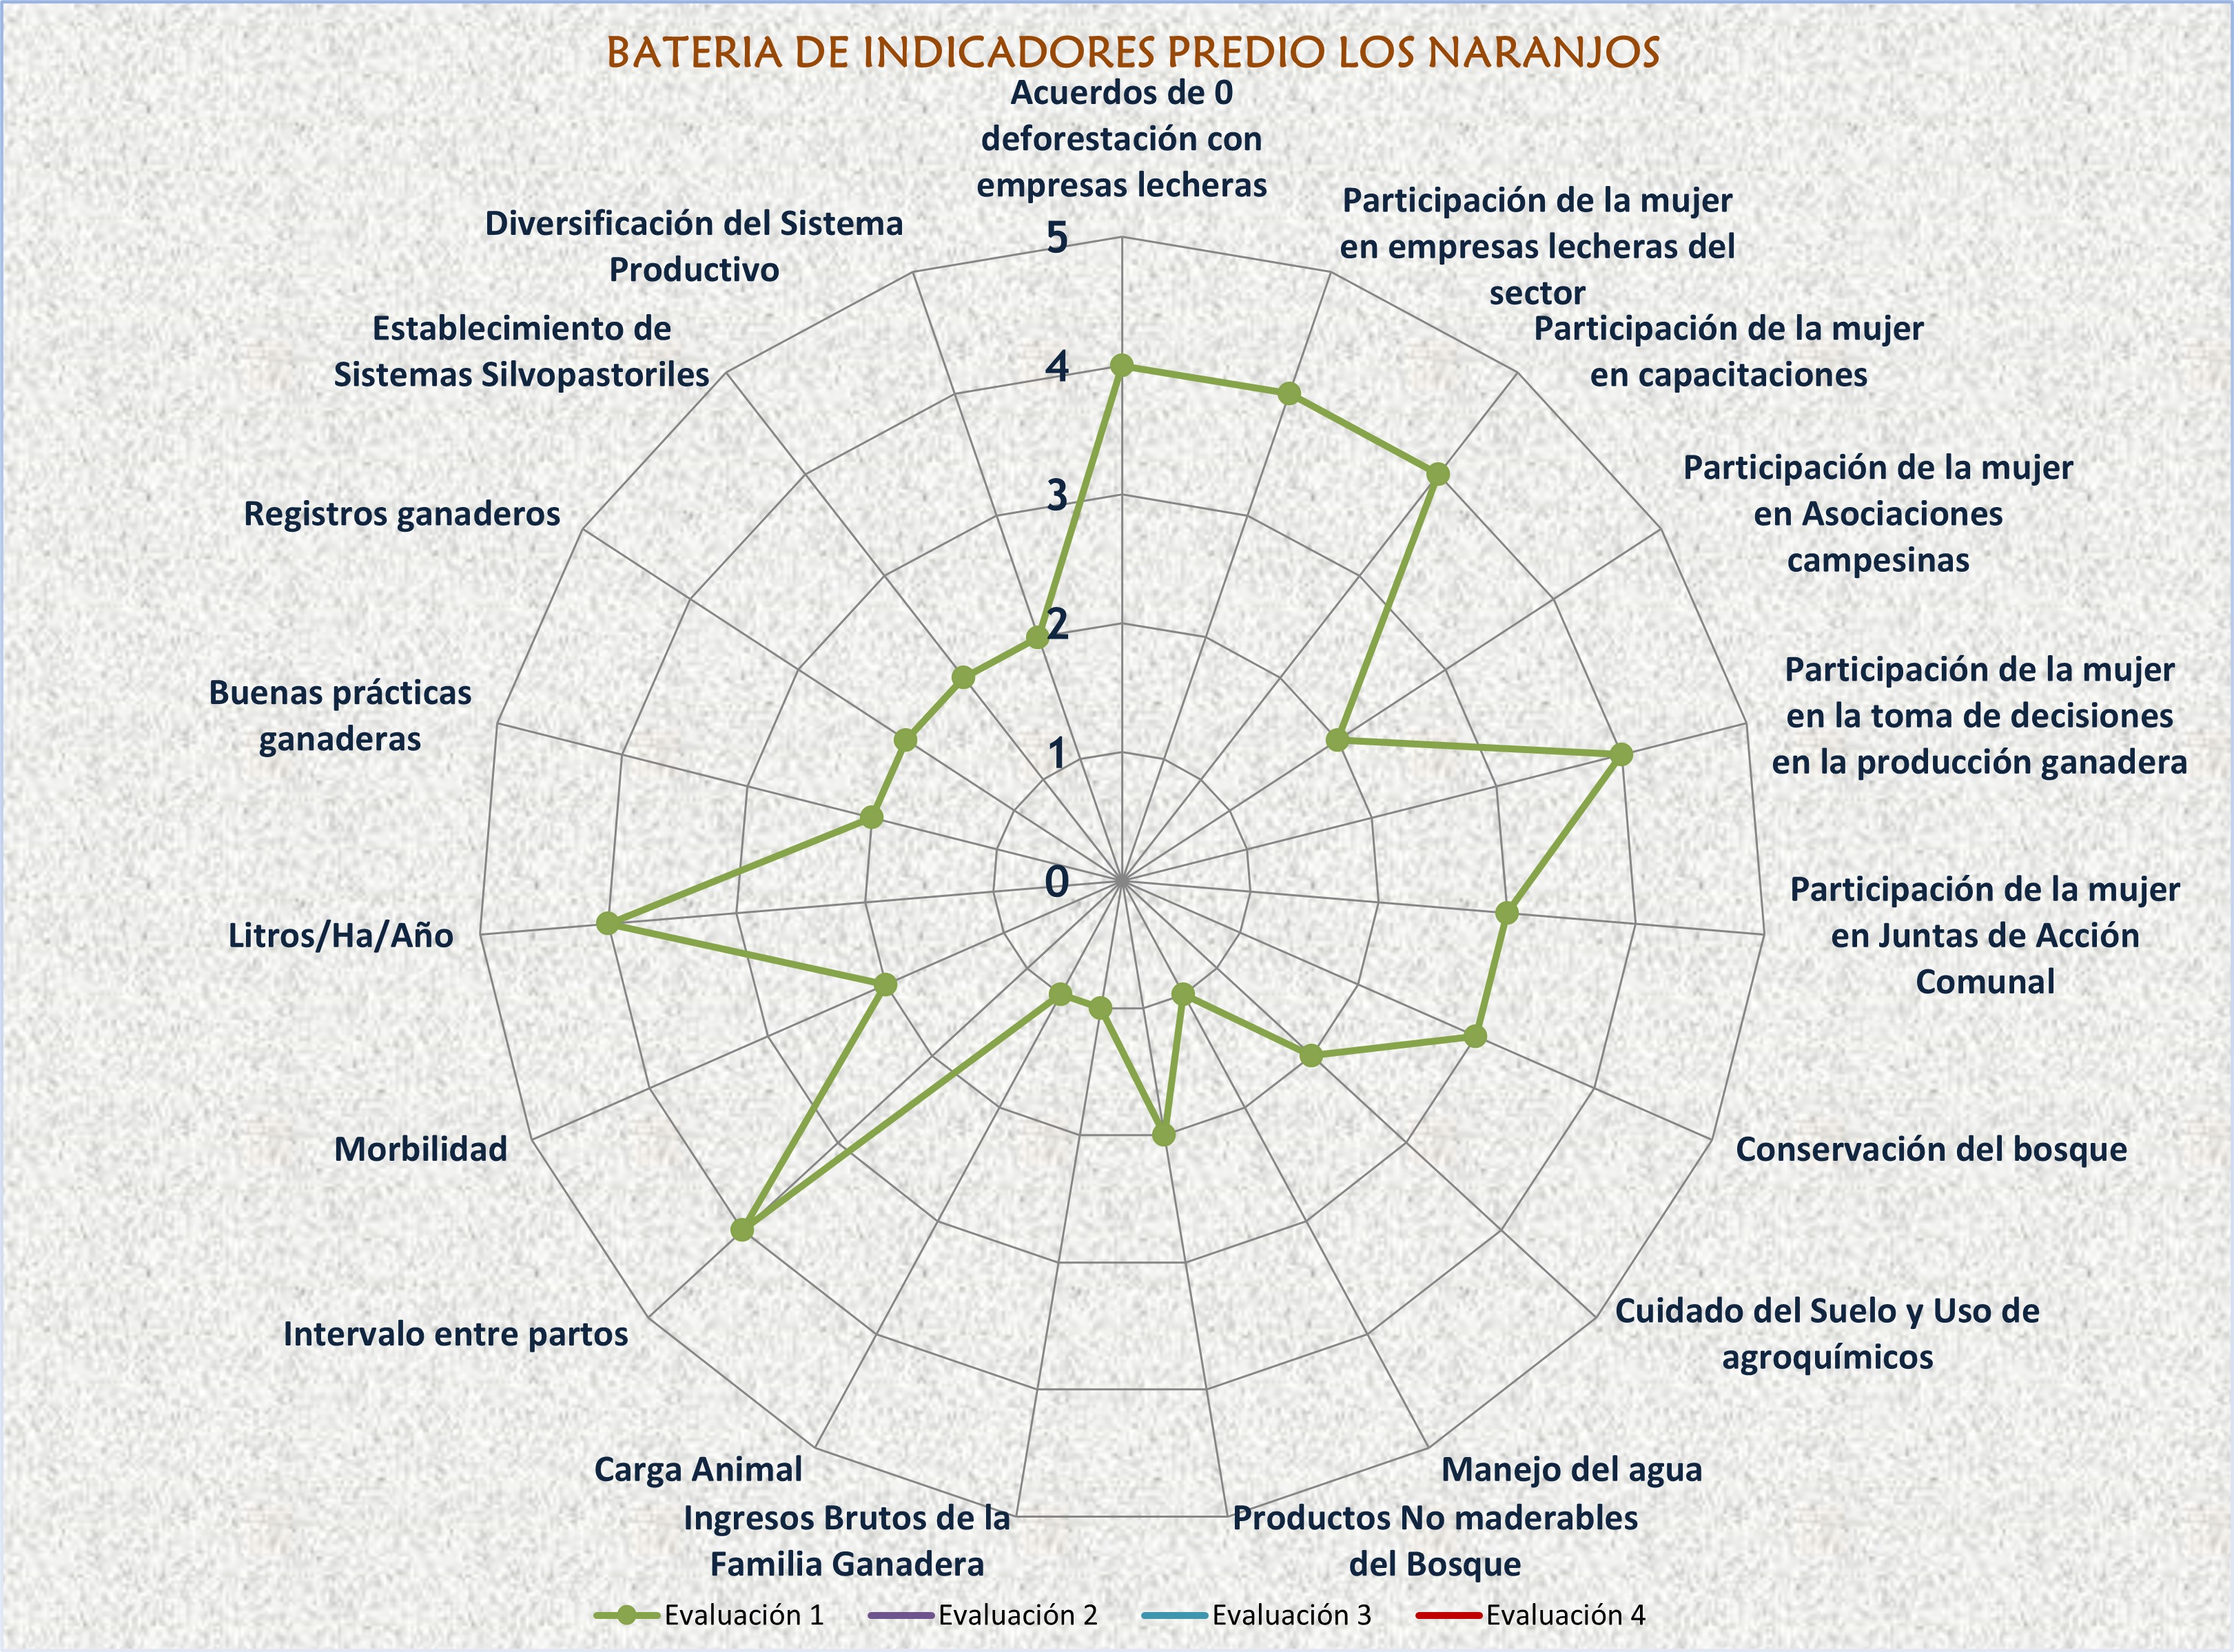 BATERIA DE INDICADORES PREDIO LOS NARANJOS
Acuerdos de 0
deforestación con
empresas lecheras
Participación de la mujer
en empresas lecheras del
sector
Participación de la mujer
en capacitaciones
Participación de la mujer
en Asociaciones
campesinas
Participación de la mujer
en la toma de decisiones
en la producción ganadera
Participación de la mujer
en Juntas de Acción
Comunal
Conservación del bosque
Cuidado del Suelo y Uso de
agroquímicos
Manejo del agua
Productos No maderables
del Bosque
Ingresos Brutos de la
Familia Ganadera
Carga Animal
Intervalo entre partos
Morbilidad
Litros/Ha/Año
Buenas prácticas
ganaderas
Registros ganaderos
Establecimiento de
Sistemas Silvopastoriles
Diversificación del Sistema
Productivo
5
4
3
2
1
0
Evaluación 1
Evaluación 2
Evaluación 3
Evaluación 4